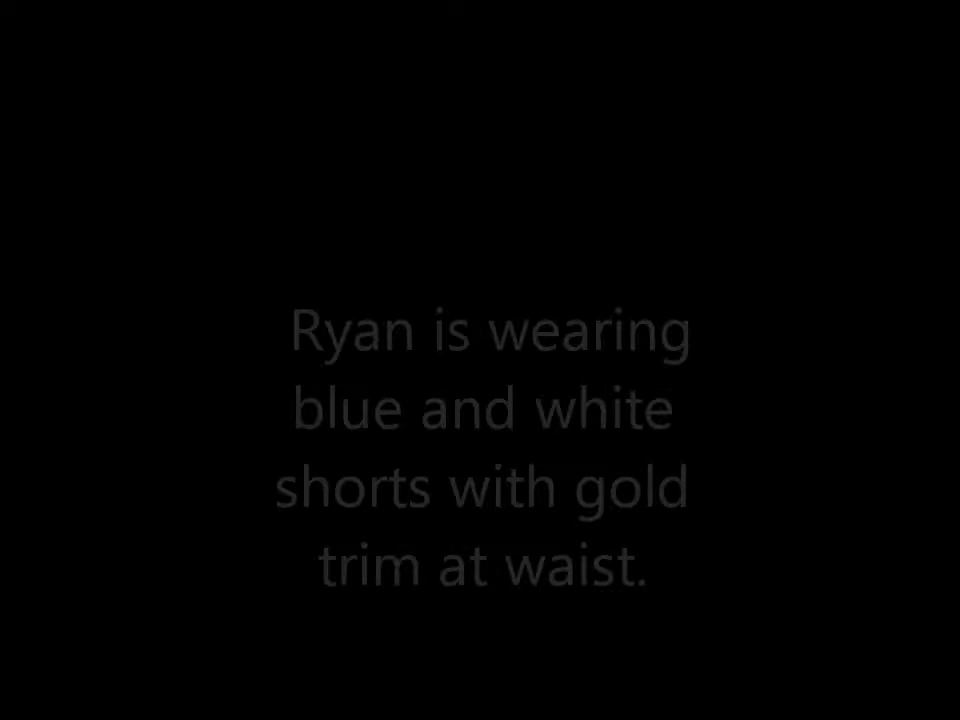 Ryan is wearing
blue and white
shorts with gold
trim at waist.